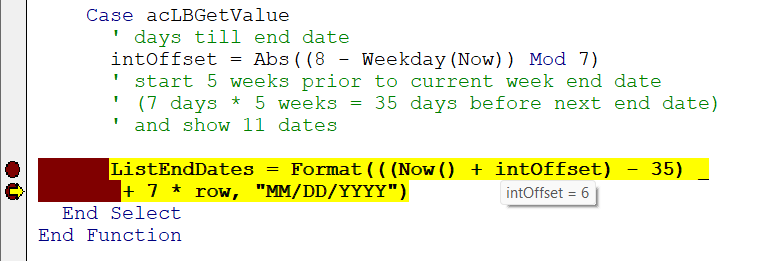 Case acLBGetValue
' days till end date
intOffset = Abs((8 - Weekday(Now)) Mod 7)
' start 5 weeks prior to current week end date
' (7 days * 5 weeks = 35 days before next end date)
' and show 11 dates
ListEndDates = Format(((Now() + intOffset) - 35) _
+ 7 * row, "MM/DD/YYYY")
intOffset = 6
End Select
End Function